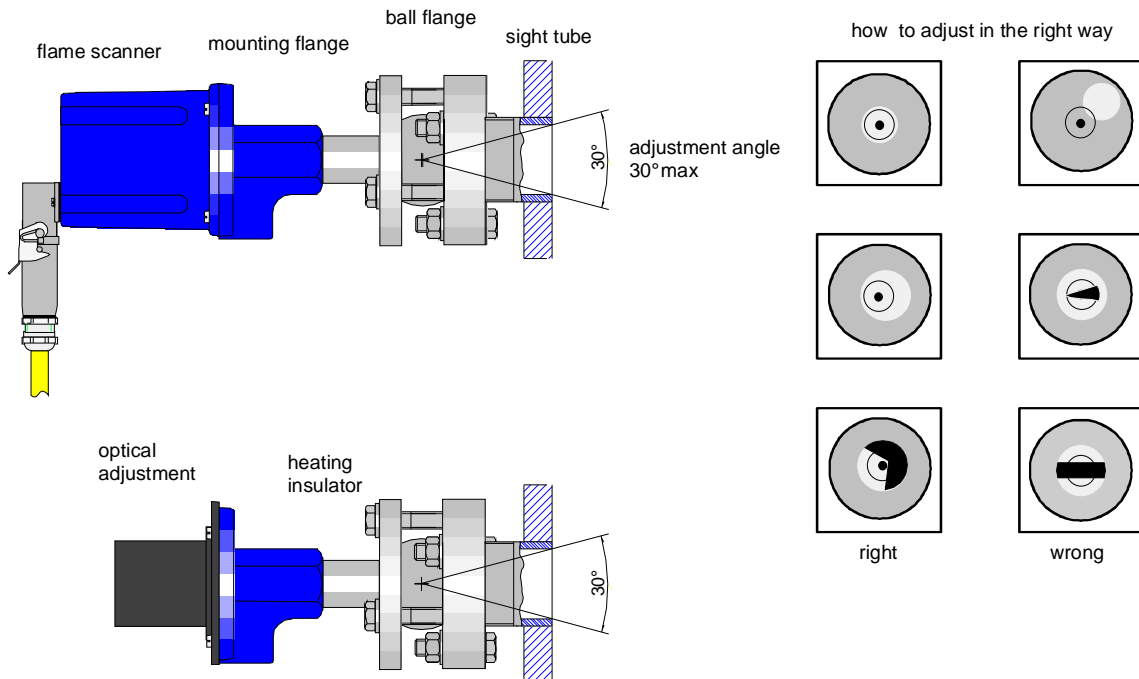 ball flange
flame scanner
mounting flange
sight tube
how to adjust in the right way
30°
adjustment angle
30°max
optical
adjustment
heating
insulator
30°
right
wrong